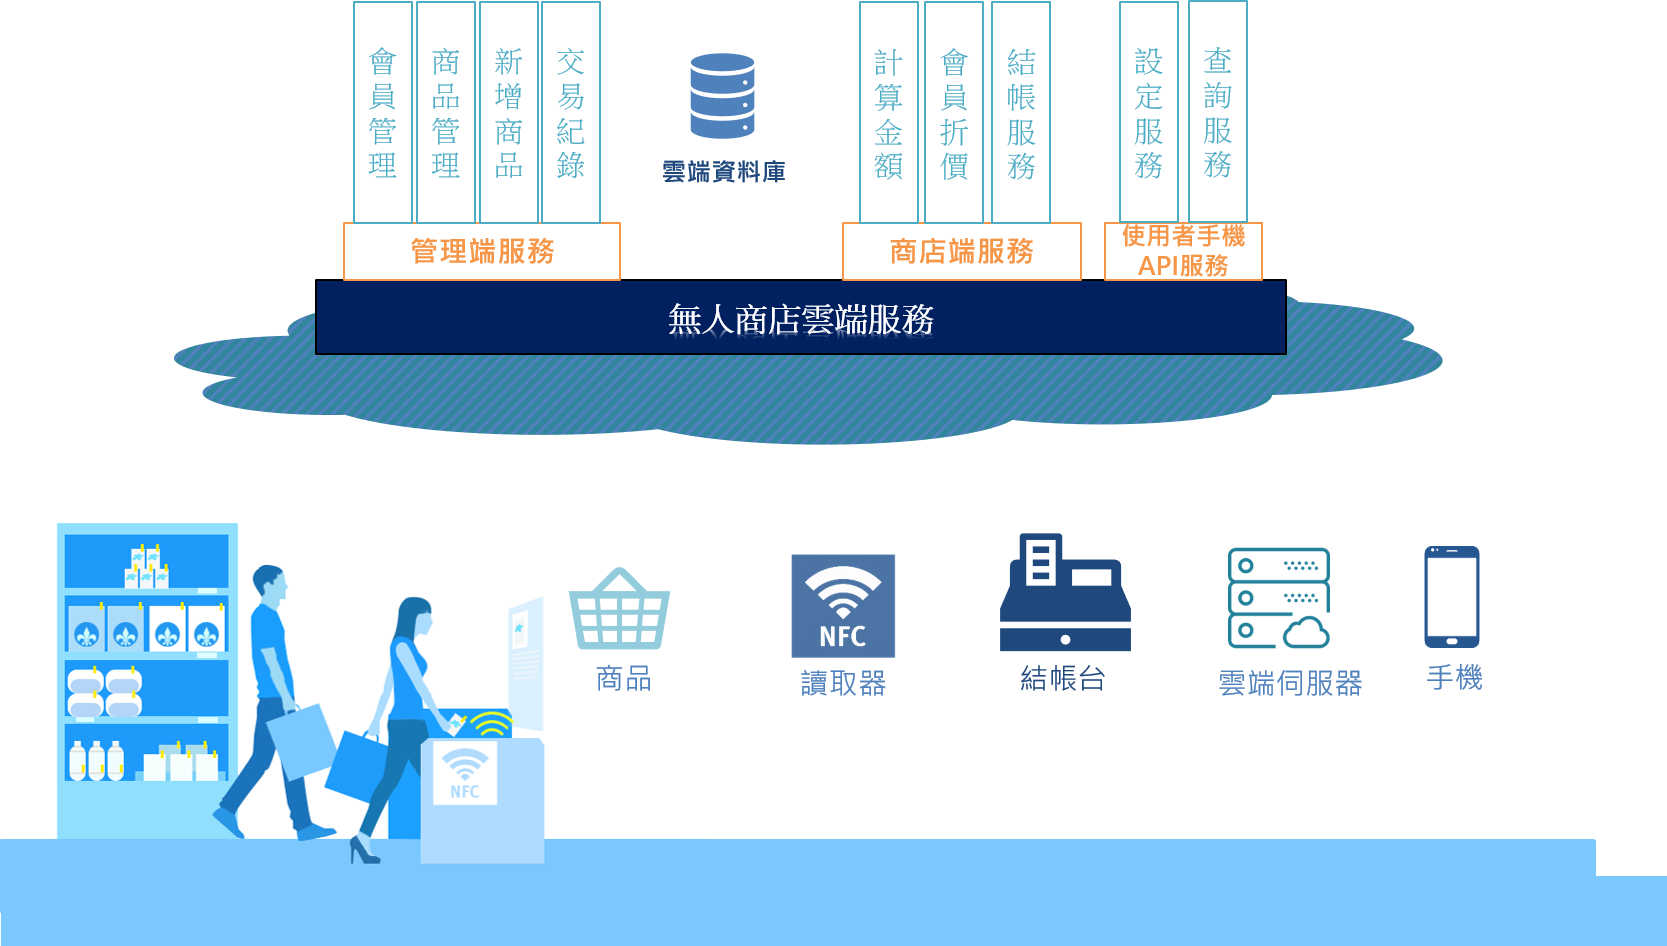 會員管理
商品管理
新增商品
交易紀錄
雲端資料庫
計算金額
會員折價
結帳服務
設定服務
查詢服務
管理端服務
商店端服務
使用者手機
API服務
無人商店雲端服務
NFC
商品
讀取器
結帳台
雲端伺服器
手機
NFC